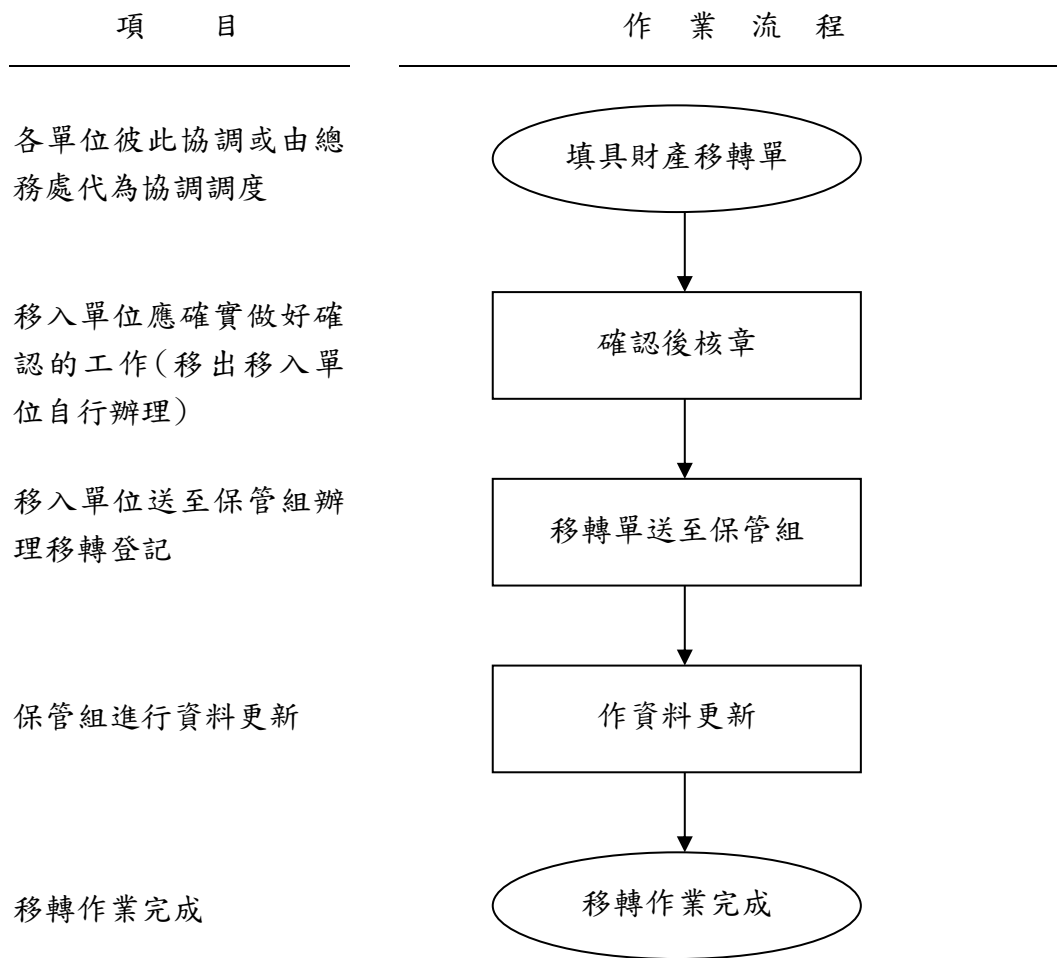 項 目
作 業 流 程
各單位彼此協調或由總
務處代為協調調度
填具財產移轉單
移入單位應確實做好確
認的工作(移出移入單
位自行辦理)
確認後核章
移入單位送至保管組辦
理移轉登記
移轉單送至保管組
保管組進行資料更新
作資料更新
移轉作業完成
移轉作業完成